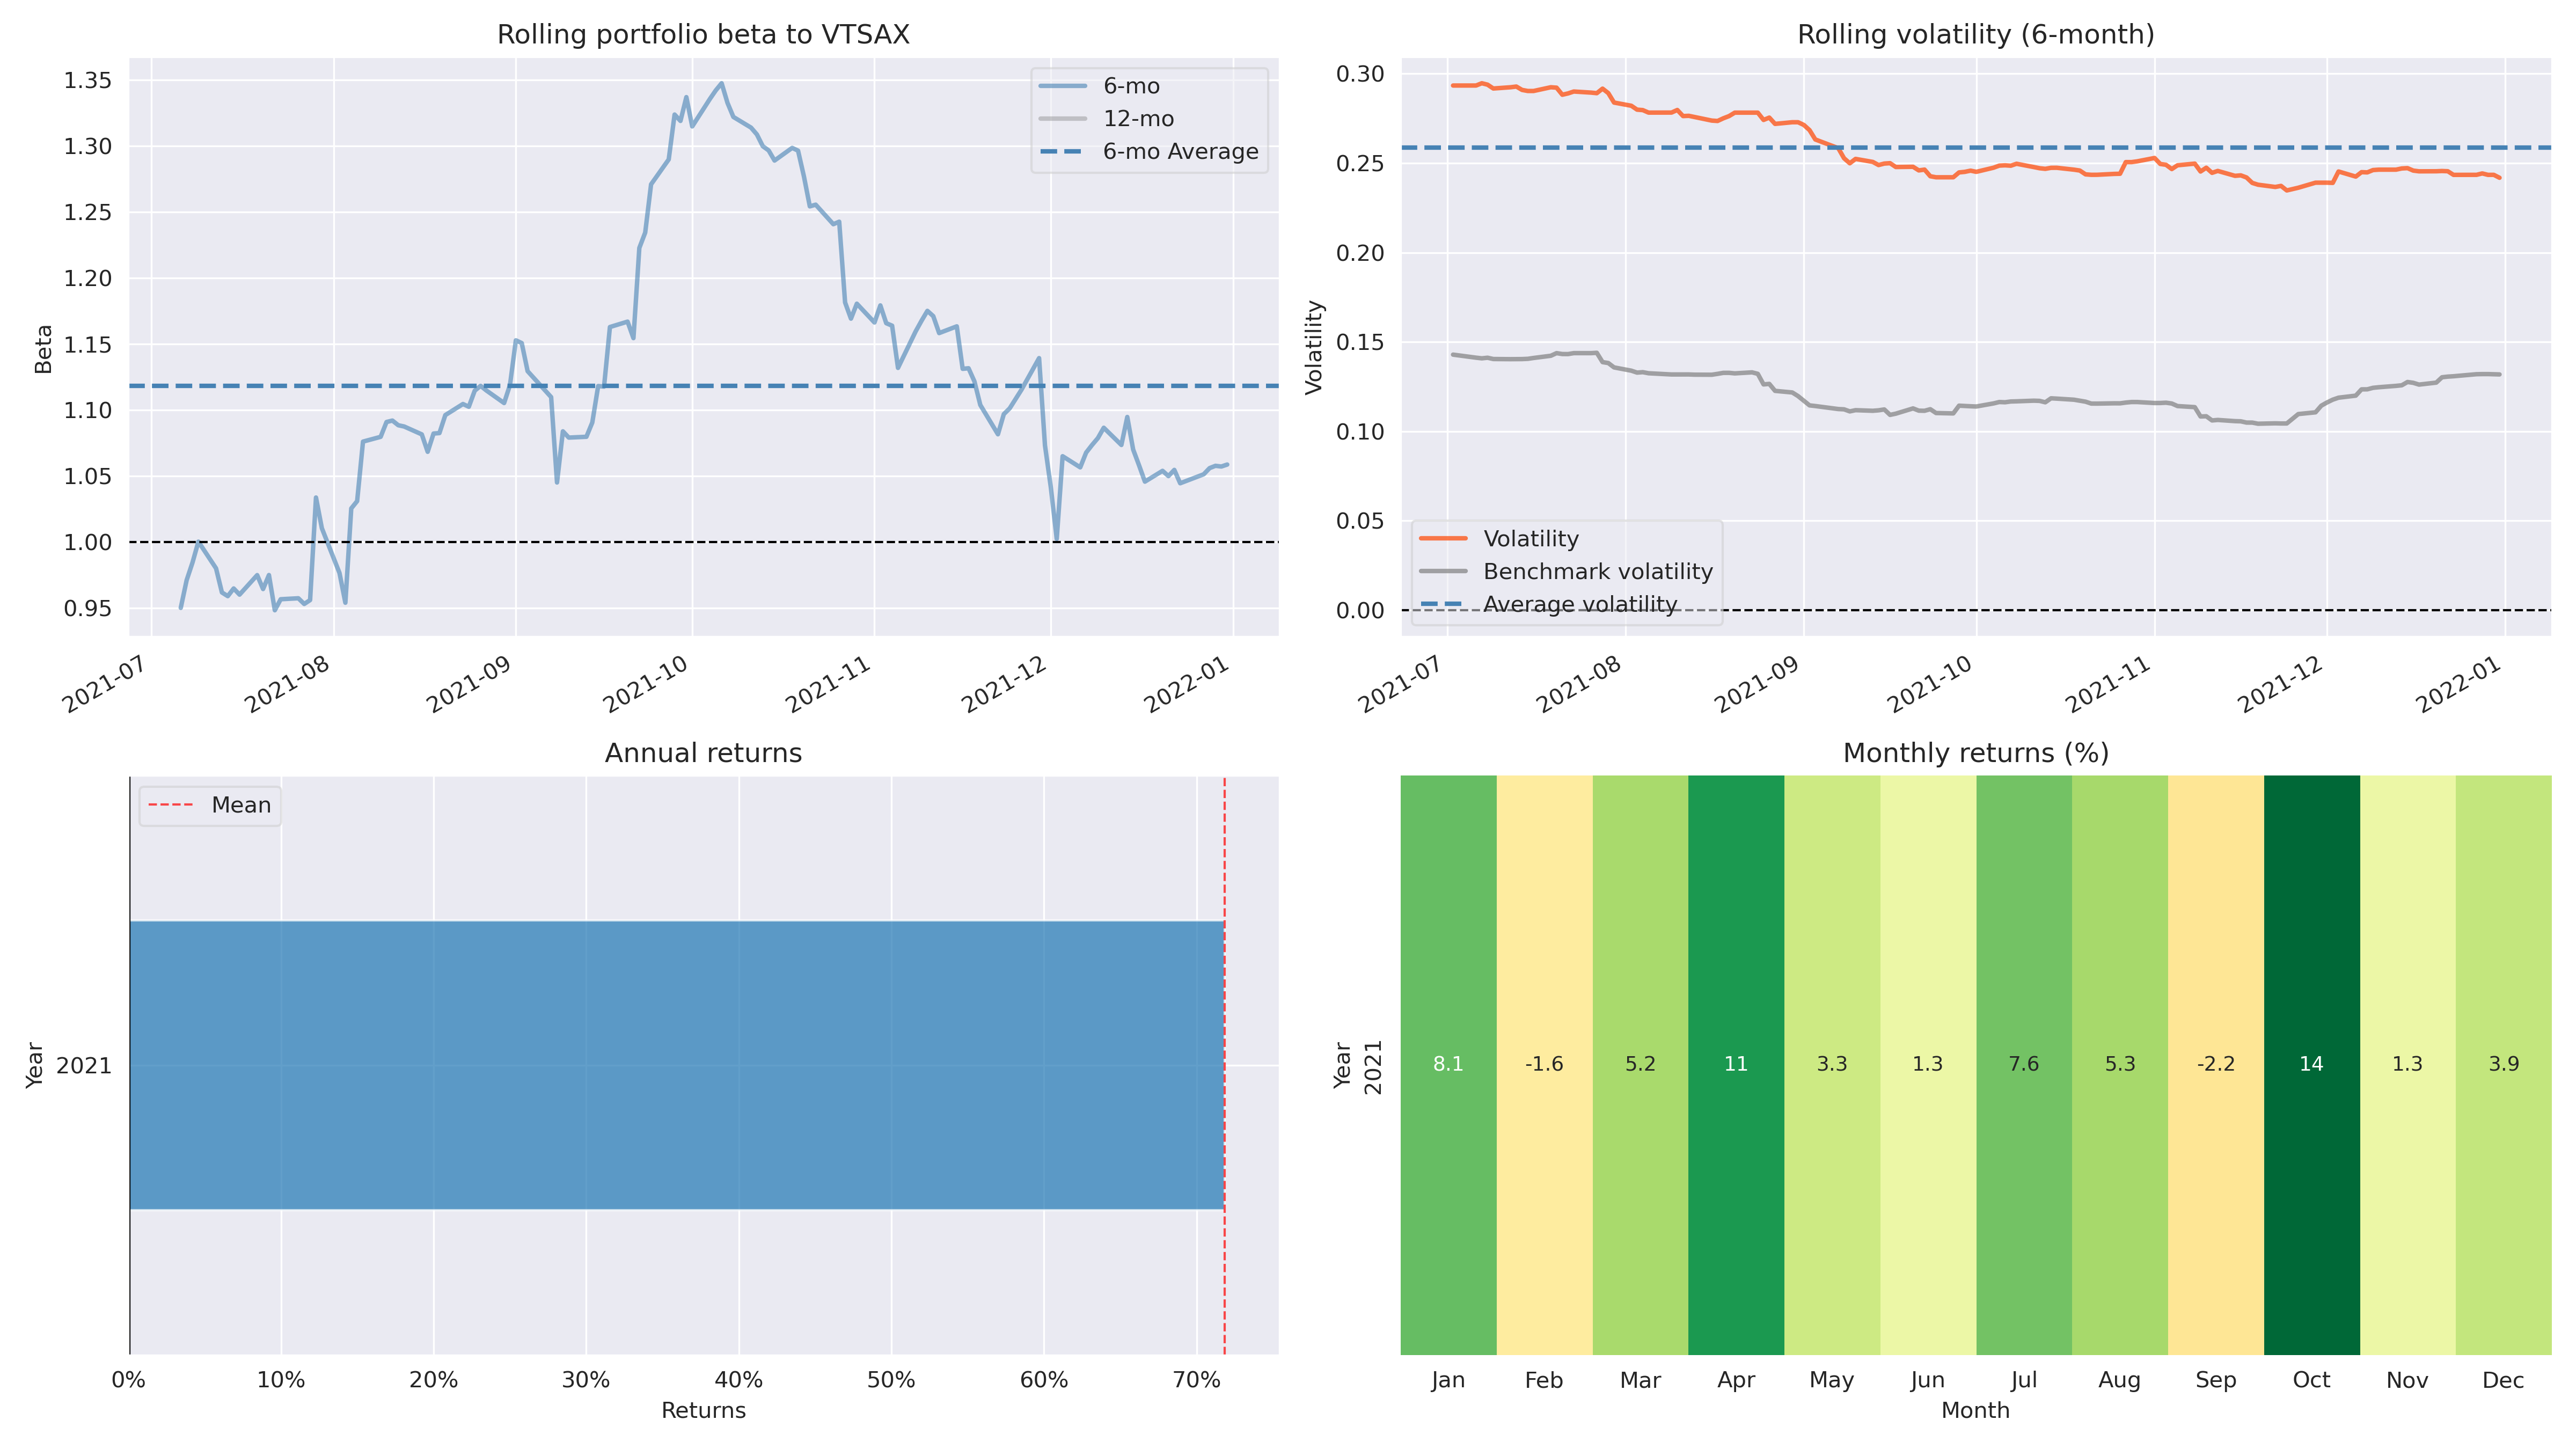 Rolling portfolio beta to VTSAX
Beta
1.35
1.30
1.25
1.20
1.15
1.10
1.05
1.00
0.95
6-mo
12-mo
6-mo Average
2021-07
2021-08
2021-09
2021-10
2021-11
2021-12
2022-01
Rolling volatility (6-month)
Volatility
0.30
0.25
0.20
0.15
0.10
0.05
0.00
Volatility
Benchmark volatility
Average volatility
2021-07
2021-08
2021-09
2021-10
2021-11
2021-12
2022-01
Annual returns
Mean
Year
2021
0% 10% 20% 30% 40% 50% 60% 70%
Returns
Monthly returns (%)
Year
2021
8.1 -1.6 5.2 11 3.3 1.3 7.6 5.3 -2.2 14 1.3 3.9
Jan Feb Mar Apr May Jun Jul Aug Sep Oct Nov Dec
Month